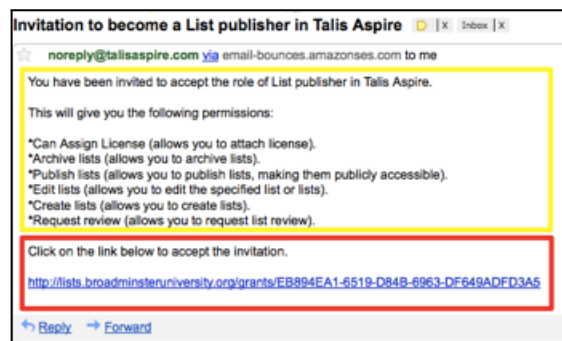 Invitation to become a List publisher in Talis Aspire X Inbox X
noreply@talisaspire.com via email-bounces.amazonses.com to me
You have been invited to accept the role of List publisher in Talis Aspire.
This will give you the following permissions:
*Can Assign License (allows you to attach license).
*Archive lists (allows you to archive lists).
*Publish lists (allows you to publish lists, making them publicly accessible).
*Edit lists (allows you to edit the specified list or lists).
*Create lists (allows you to create lists).
*Request review (allows you to request list review).
Click on the link below to accept the invitation.
http://lists.broadminsteruniversity.org/grants/EB894EA1-6519-D84B-6963-DF649ADFD3A5
Reply Forward